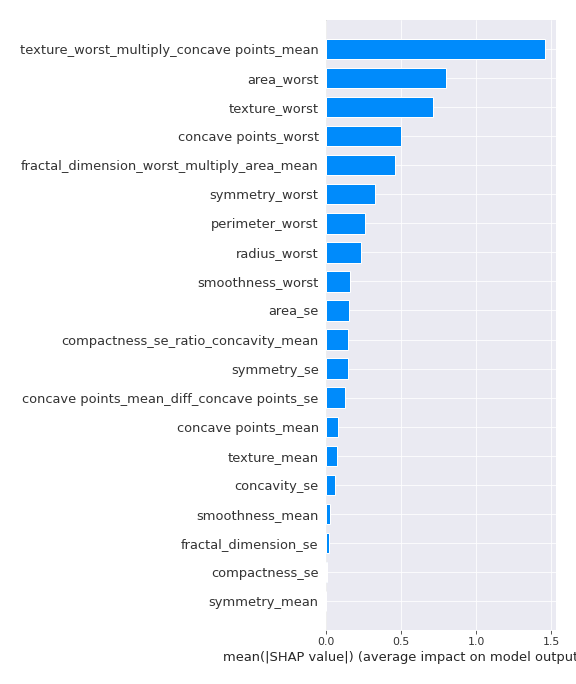 texture_worst_multiply_concave points_mean
area_worst
texture_worst
concave points_worst
fractal_dimension_worst_multiply_area_mean
symmetry_worst
perimeter_worst
radius_worst
smoothness_worst
area_se
compactness_se_ratio_concavity_mean
symmetry_se
concave points_mean_diff_concave points_se
concave points_mean
texture_mean
concavity_se
smoothness_mean
fractal_dimension_se
compactness_se
symmetry_mean
0.0 0.5 1.0 1.5
mean(|SHAP value|) (average impact on model output